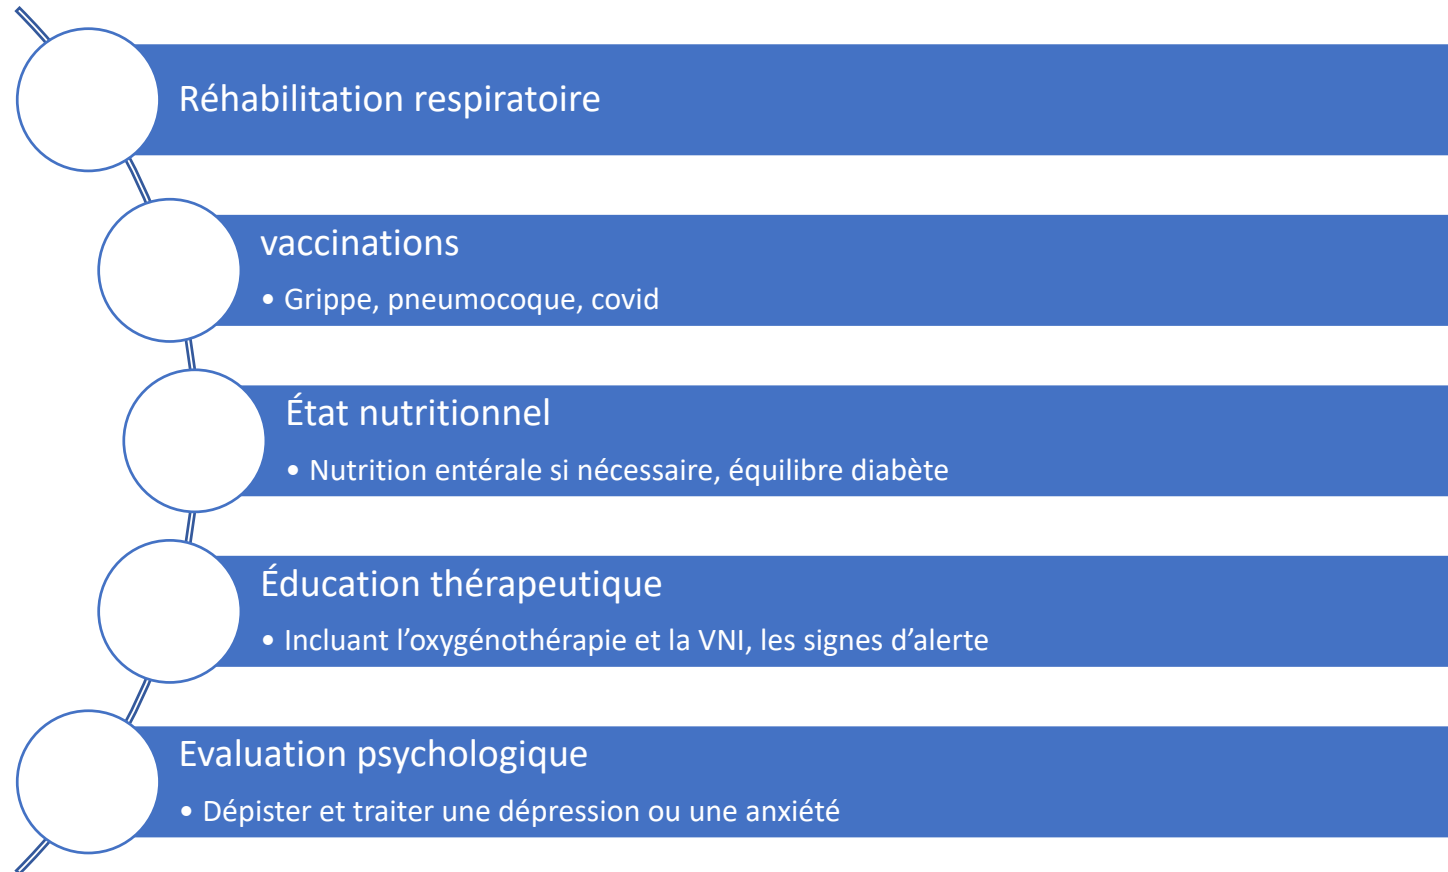 Réhabilitation respiratoire
vaccinations
• Grippe, pneumocoque, covid
État nutritionnel
• Nutrition entérale si nécessaire, équilibre diabète
Éducation thérapeutique
• Incluant l’oxygénothérapie et la VNI, les signes d’alerte
Evaluation psychologique
• Dépister et traiter une dépression ou une anxiété